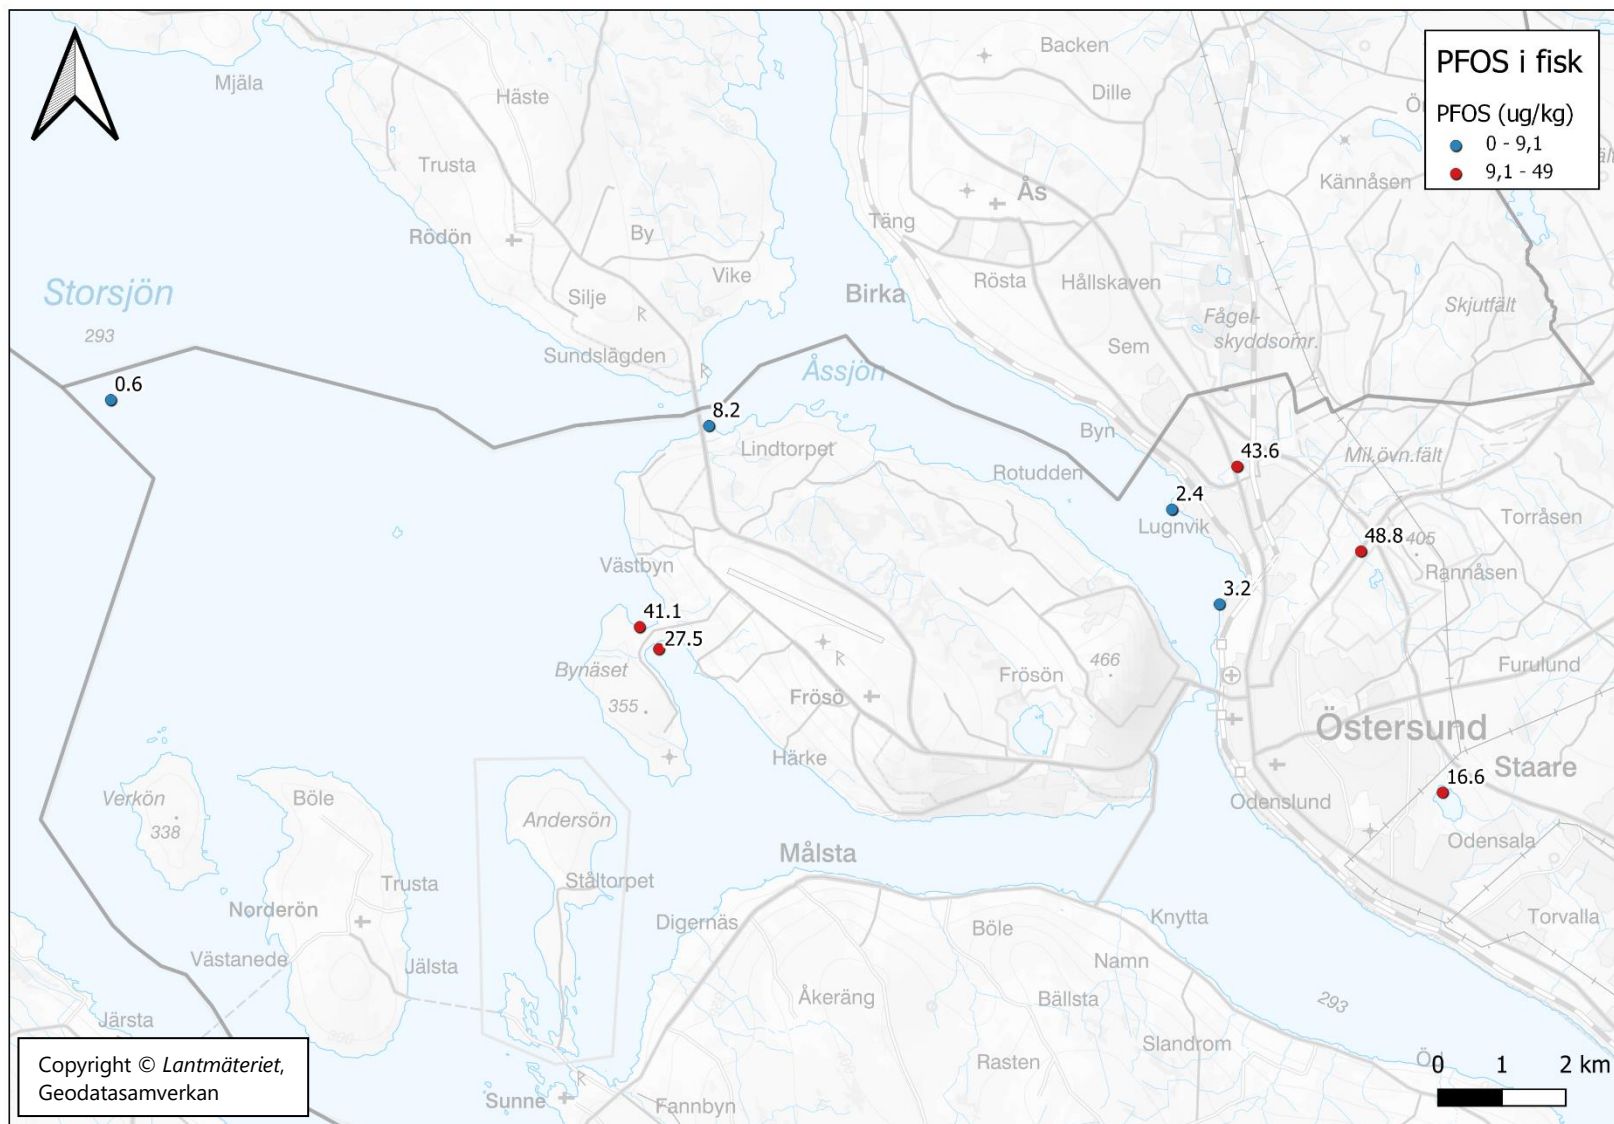 PFOS i fisk
PFOS (ug/kg)
0 - 9,1
9,1 - 49
Mjäla
Häste
Backen
Dille
Trusta
Kännåsen
Ås
Täng
Rödön
By
Vike
Rösta
Hållskaven
Birka
Silje
Storsjön
293
Fågel-
skyddsomr.
Skjutfält
Sem
Sundslägden
Åssjön
0.6
8.2
Byn
43.6
Lindtorpet
Rotudden
Mil.övn.fält
2.4
Lugnvik
Torråsen
48.8
405
Rannåsen
Västbyn
3.2
41.1
27.5
Bynäset
355
Frösön
466
Furulund
Frösö
Östersund
Härke
Staare
16.6
Verkön
338
Böle
Andersön
Odenslund
Odensala
Målsta
Trusta
Ståltorpet
Norderön
Digernäs
Böle
Knytta
Torvalla
Västanede
Jälsta
Namn
Åkeräng
Bällsta
293
Järsta
Slandrom
Rasten
Sunne
Fannbyn
Copyright © Lantmäteriet,
Geodatasamverkan
0 1 2 km